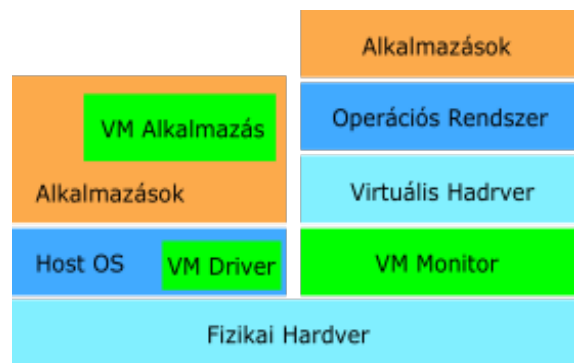 VM Alkalmazás
Alkalmazások
Host OS
VM Driver
Alkalmazások
Operációs Rendszer
Virtuális Hadrver
VM Monitor
Fizikai Hardver